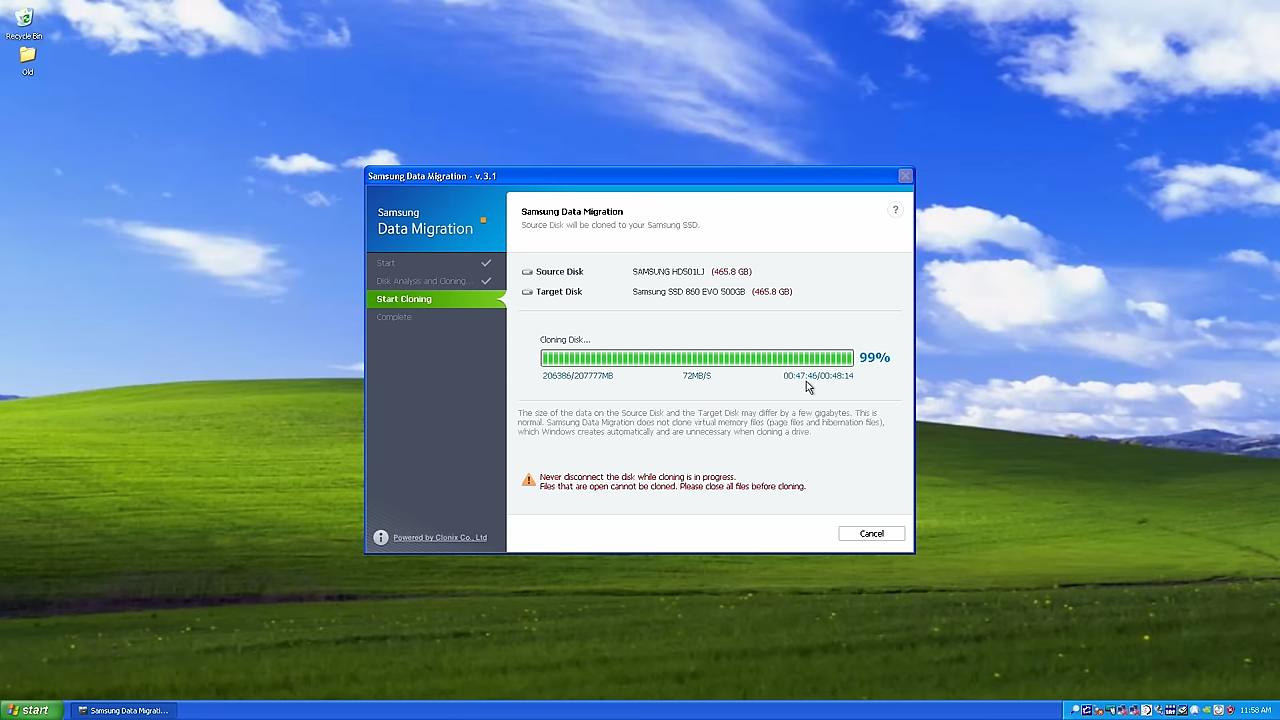 Recycle Bin
Old
Samsung Data Migration - v.3.1
Samsung
Data Migration
Samsung Data Migration
Source Disk will be cloned to your Samsung SSD.
?
Start
Disk Analysis and Cloning...
Start Cloning
Complete
Source Disk SAMSUNG HD501LJ (465.8 GB)
Target Disk Samsung SSD 860 EVO 500GB (465.8 GB)
Cloning Disk...
99%
206386/207777MB 72MB/S 00:47:46/00:48:14
The size of the data on the Source Disk and the Target Disk may differ by a few gigabytes. This is
normal. Samsung Data Migration does not clone virtual memory files (page files and hibernation files),
which Windows creates automatically and are unnecessary when cloning a drive.
Never disconnect the disk while cloning is in progress.
Files that are open cannot be cloned. Please close all files before cloning.
Powered by Clonix Co., Ltd
Cancel
start
Samsung Data Migrati...
11:58 AM